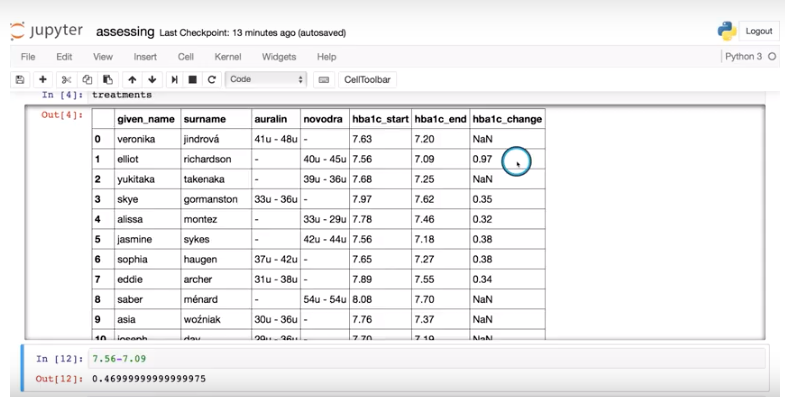 jupyter assessing Last Checkpoint: 13 minutes ago (autosaved) Logout
File Edit View Insert Cell Kernel Widgets Help Python 3
Code CellToolbar
In [4]: treatments
Out[4]: given_name surname auralin novodra hba1c_start hba1c_end hba1c_change
0 veronika jindrová 41u - 48u - 7.63 7.20 NaN
1 elliot richardson - 40u - 45u 7.56 7.09 0.97
2 yukitaka takenaka - 39u - 36u 7.68 7.25 NaN
3 skye gormanston 33u - 36u - 7.97 7.62 0.35
4 alissa montez - 33u - 29u 7.78 7.46 0.32
5 jasmine sykes - 42u - 44u 7.56 7.18 0.38
6 sophia haugen 37u - 42u - 7.65 7.27 0.38
7 eddie archer 31u - 38u - 7.89 7.55 0.34
8 saber ménard - 54u - 54u 8.08 7.70 NaN
9 asia woźniak 30u - 36u - 7.76 7.37 NaN
10 joseph day 29u - 36u - 7.70 7.19 NaN
In [12]: 7.56-7.09
Out[12]: 0.46999999999999975